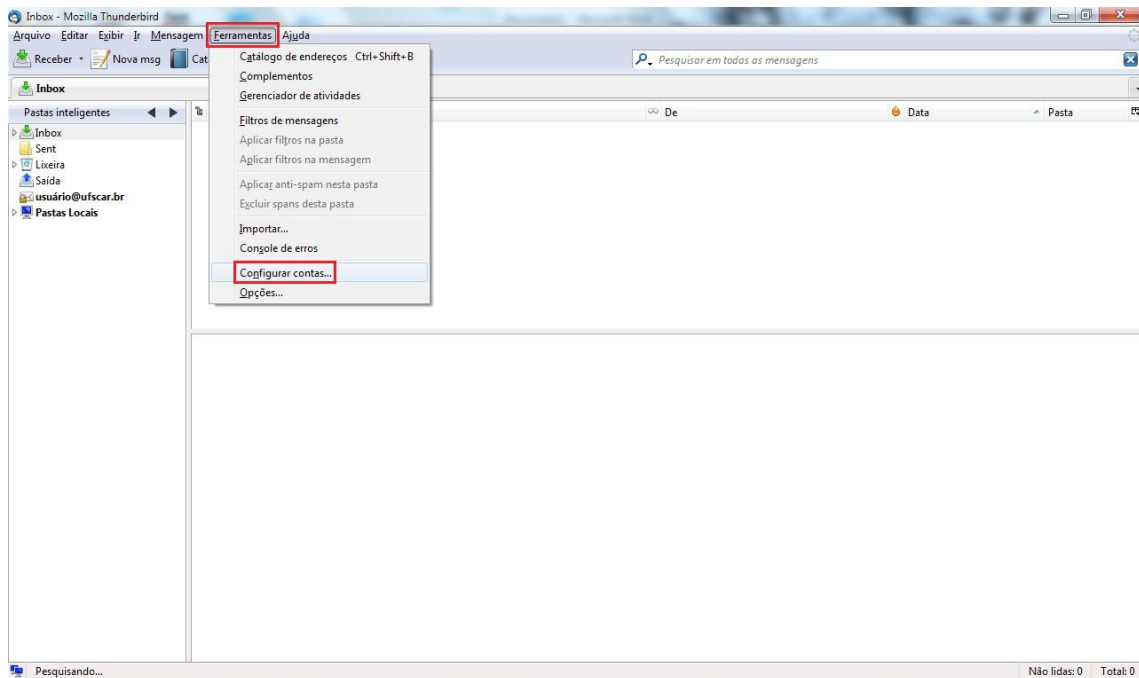 Inbox - Mozilla Thunderbird
Arquivo Editar Exibir Ir Mensagem Ferramentas Ajuda
Receber Nova msg Cat
Pesquisar em todas as mensagens
Inbox
Pastas inteligentes
De Data Pasta
Inbox
Sent
Lixeira
Saída
usuário@ufscar.br
Pastas Locais
Catálogo de endereços Ctrl+Shift+B
Complementos
Gerenciador de atividades
Filtros de mensagens
Aplicar filtros na pasta
Aplicar filtros na mensagem
Aplicar anti-spam nesta pasta
Excluir spans desta pasta
Importar...
Console de erros
Configurar contas...
Opções...
Pesquisando...
Não lidas: 0 Total: 0